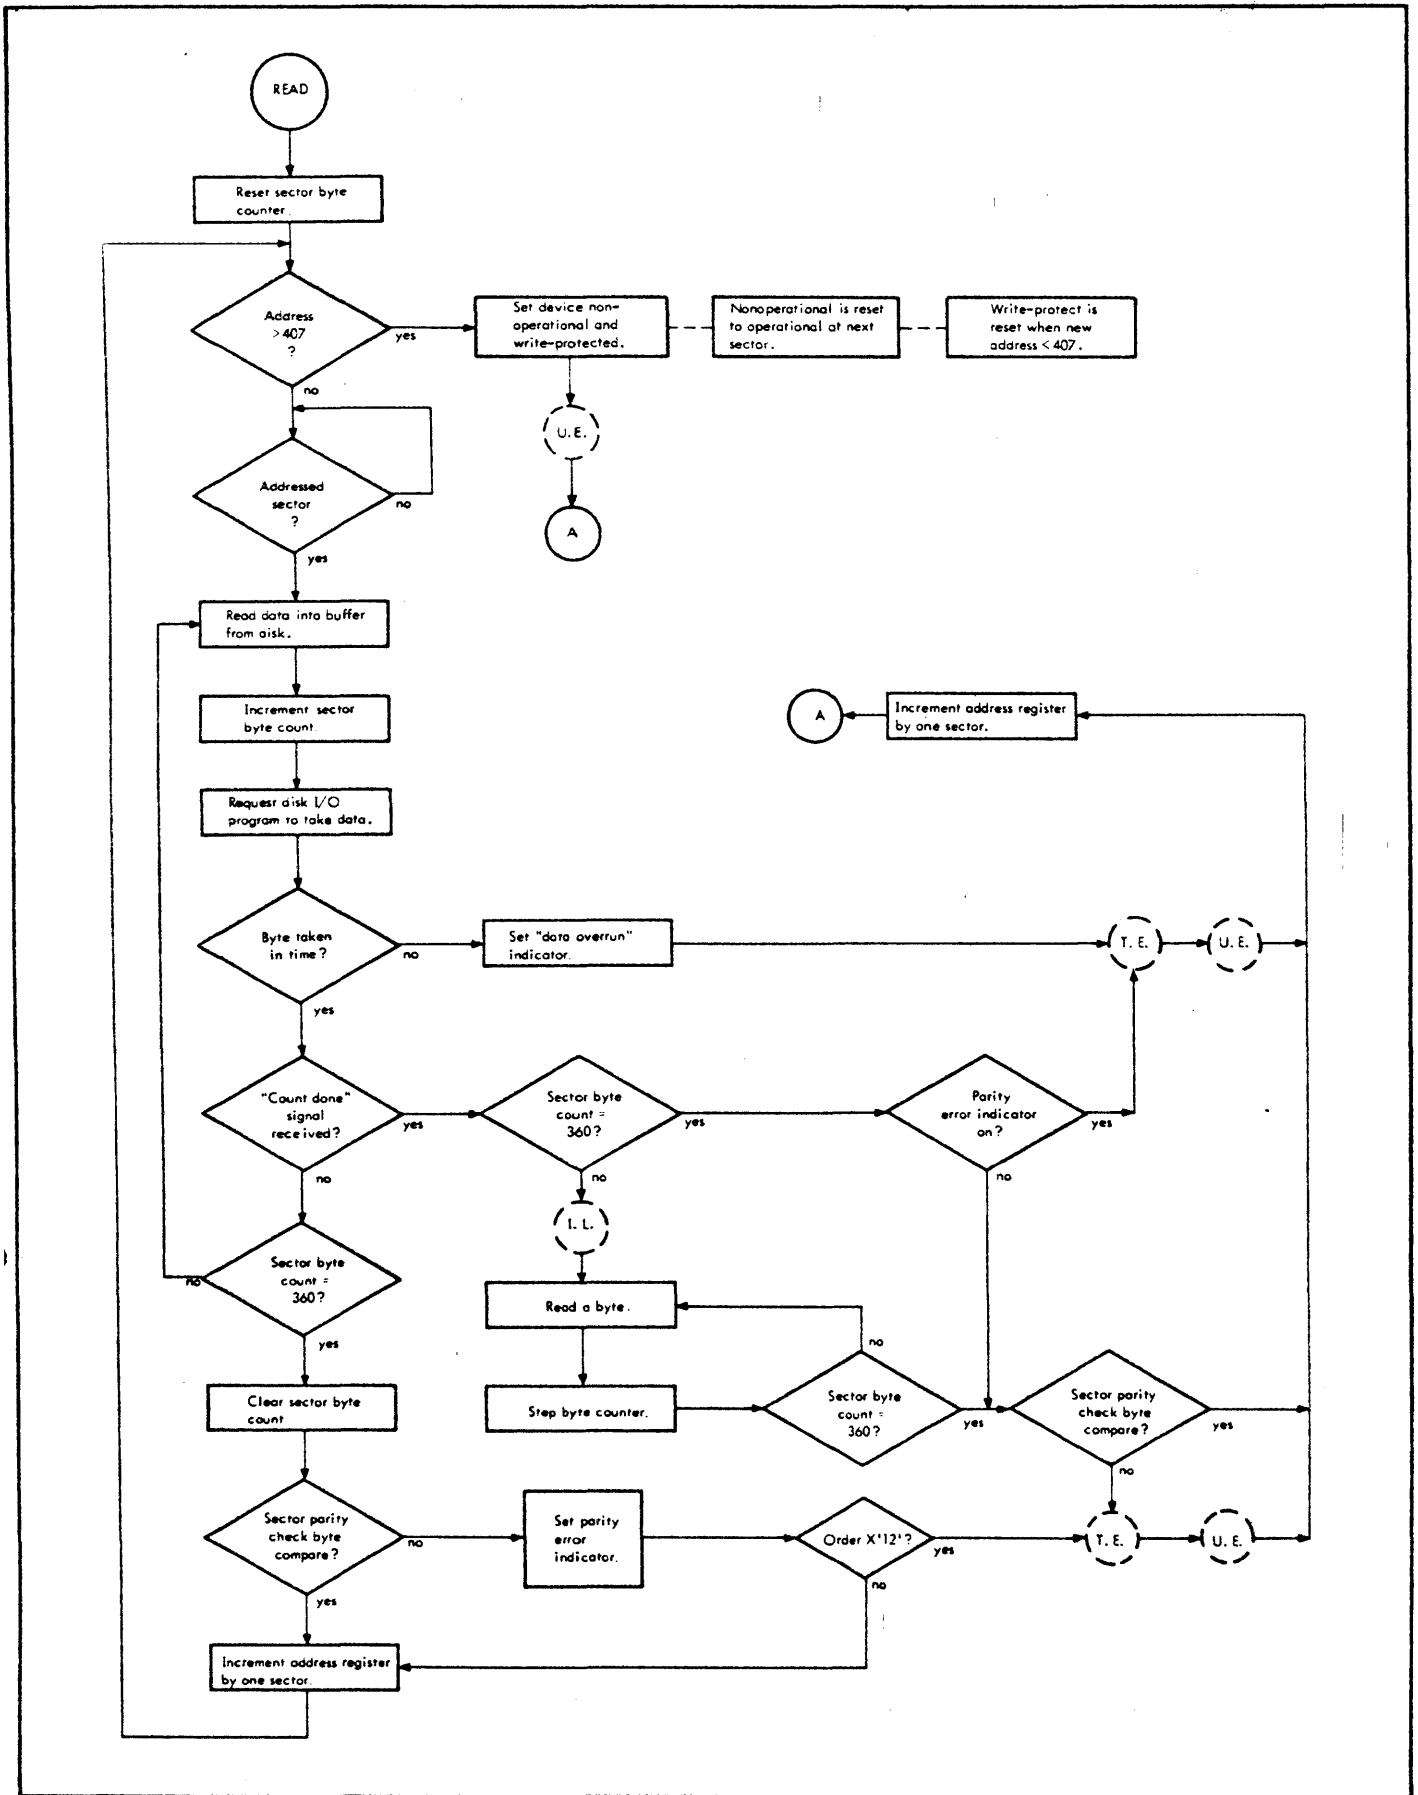 READ
Reset sector byte
counter.
Address
>407
?
yes
no
Set device non-
operational and
write-protected.
Nonoperational is reset
to operational at next
sector.
Write-protect is
reset when new
address < 407.
U.E.
A
Addressed
sector
?
no
yes
Read data into buffer
from disk.
Increment sector
byte count.
A
Increment address register
by one sector.
Request disk I/O
program to take data.
Byte taken
in time?
no
yes
Set "data overrun"
indicator.
T.E.
U.E.
"Count done"
signal
received?
yes
no
Sector byte
count =
360?
yes
no
Parity
error indicator
on?
yes
no
I.L.
Sector byte
count =
360?
no
yes
Read a byte.
Clear sector byte
count
Step byte counter.
Sector byte
count =
360?
no
yes
Sector parity
check byte
compare?
yes
no
Sector parity
check byte
compare?
no
yes
Set parity
error
indicator.
Order X'12'?
yes
no
T.E.
U.E.
Increment address register
by one sector.